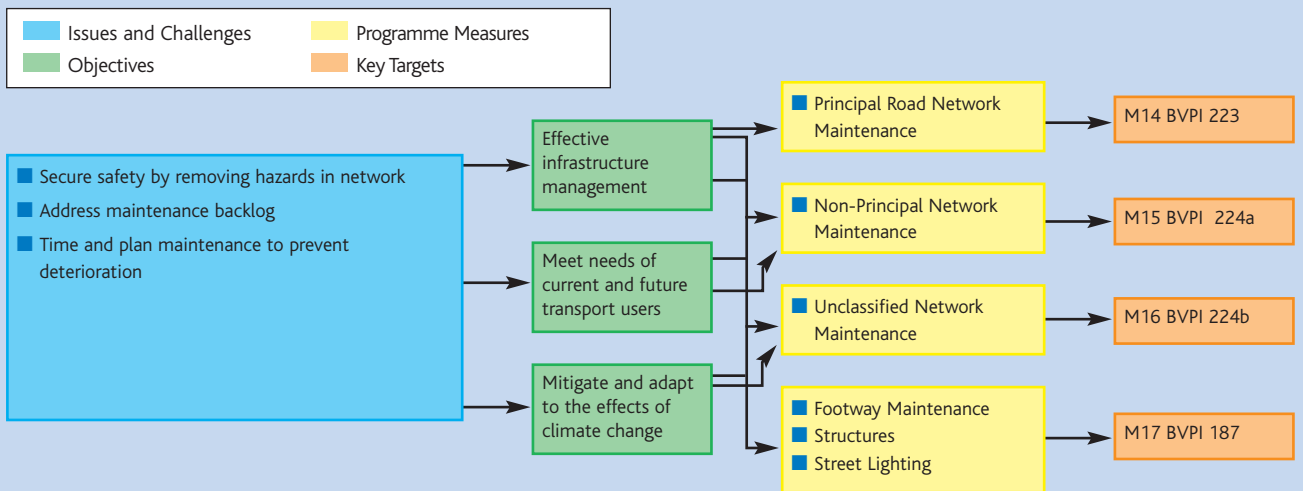 Issues and Challenges
Programme Measures
Objectives
Key Targets
Secure safety by removing hazards in network
Address maintenance backlog
Time and plan maintenance to prevent
deterioration
Effective
infrastructure
management
Meet needs of
current and future
transport users
Mitigate and adapt
to the effects of
climate change
Principal Road Network
Maintenance
Non-Principal Network
Maintenance
Unclassified Network
Maintenance
Footway Maintenance
Structures
Street Lighting
M14 BVPI 223
M15 BVPI 224a
M16 BVPI 224b
M17 BVPI 187